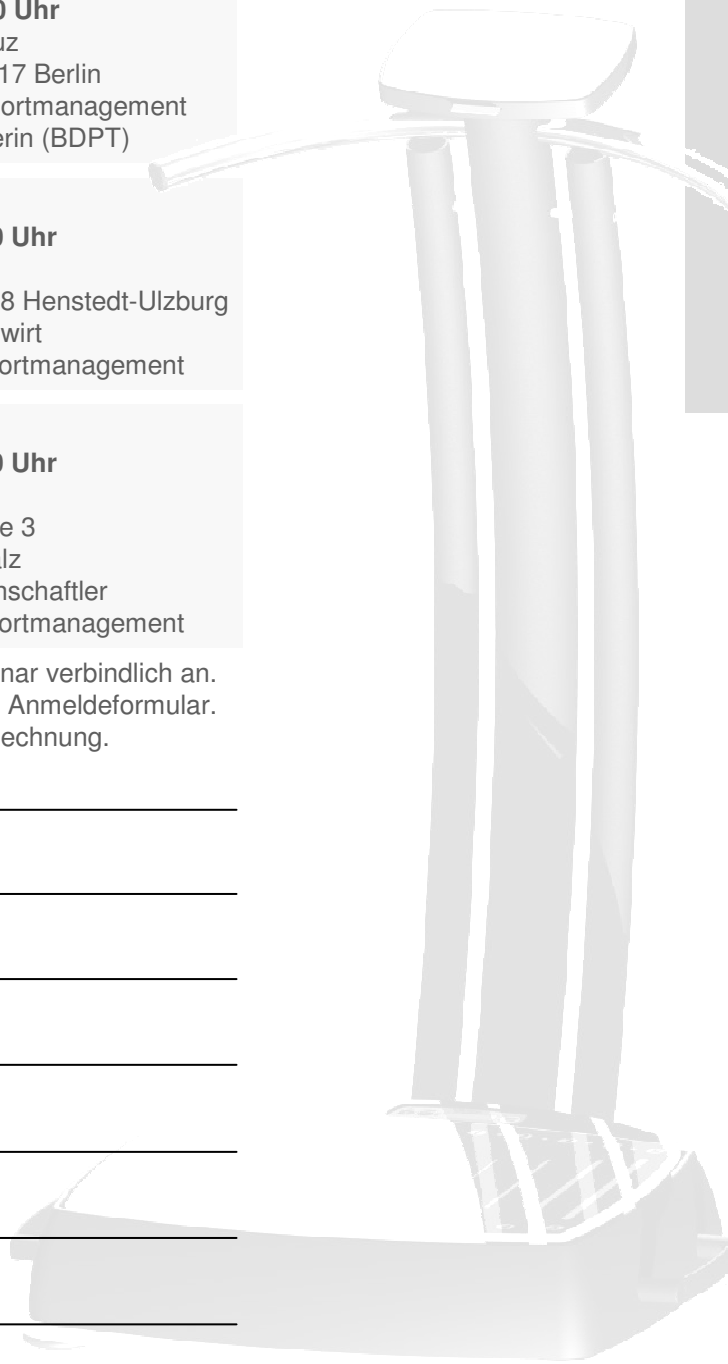 0 Uhr
uz
17 Berlin
ortmanagement
erin (BDPT)
0 Uhr
8 Henstedt-Ulzburg
wirt
ortmanagement
0 Uhr
e 3
alz
nschaftler
ortmanagement
nar verbindlich an.
Anmeldeformular.
echnung.